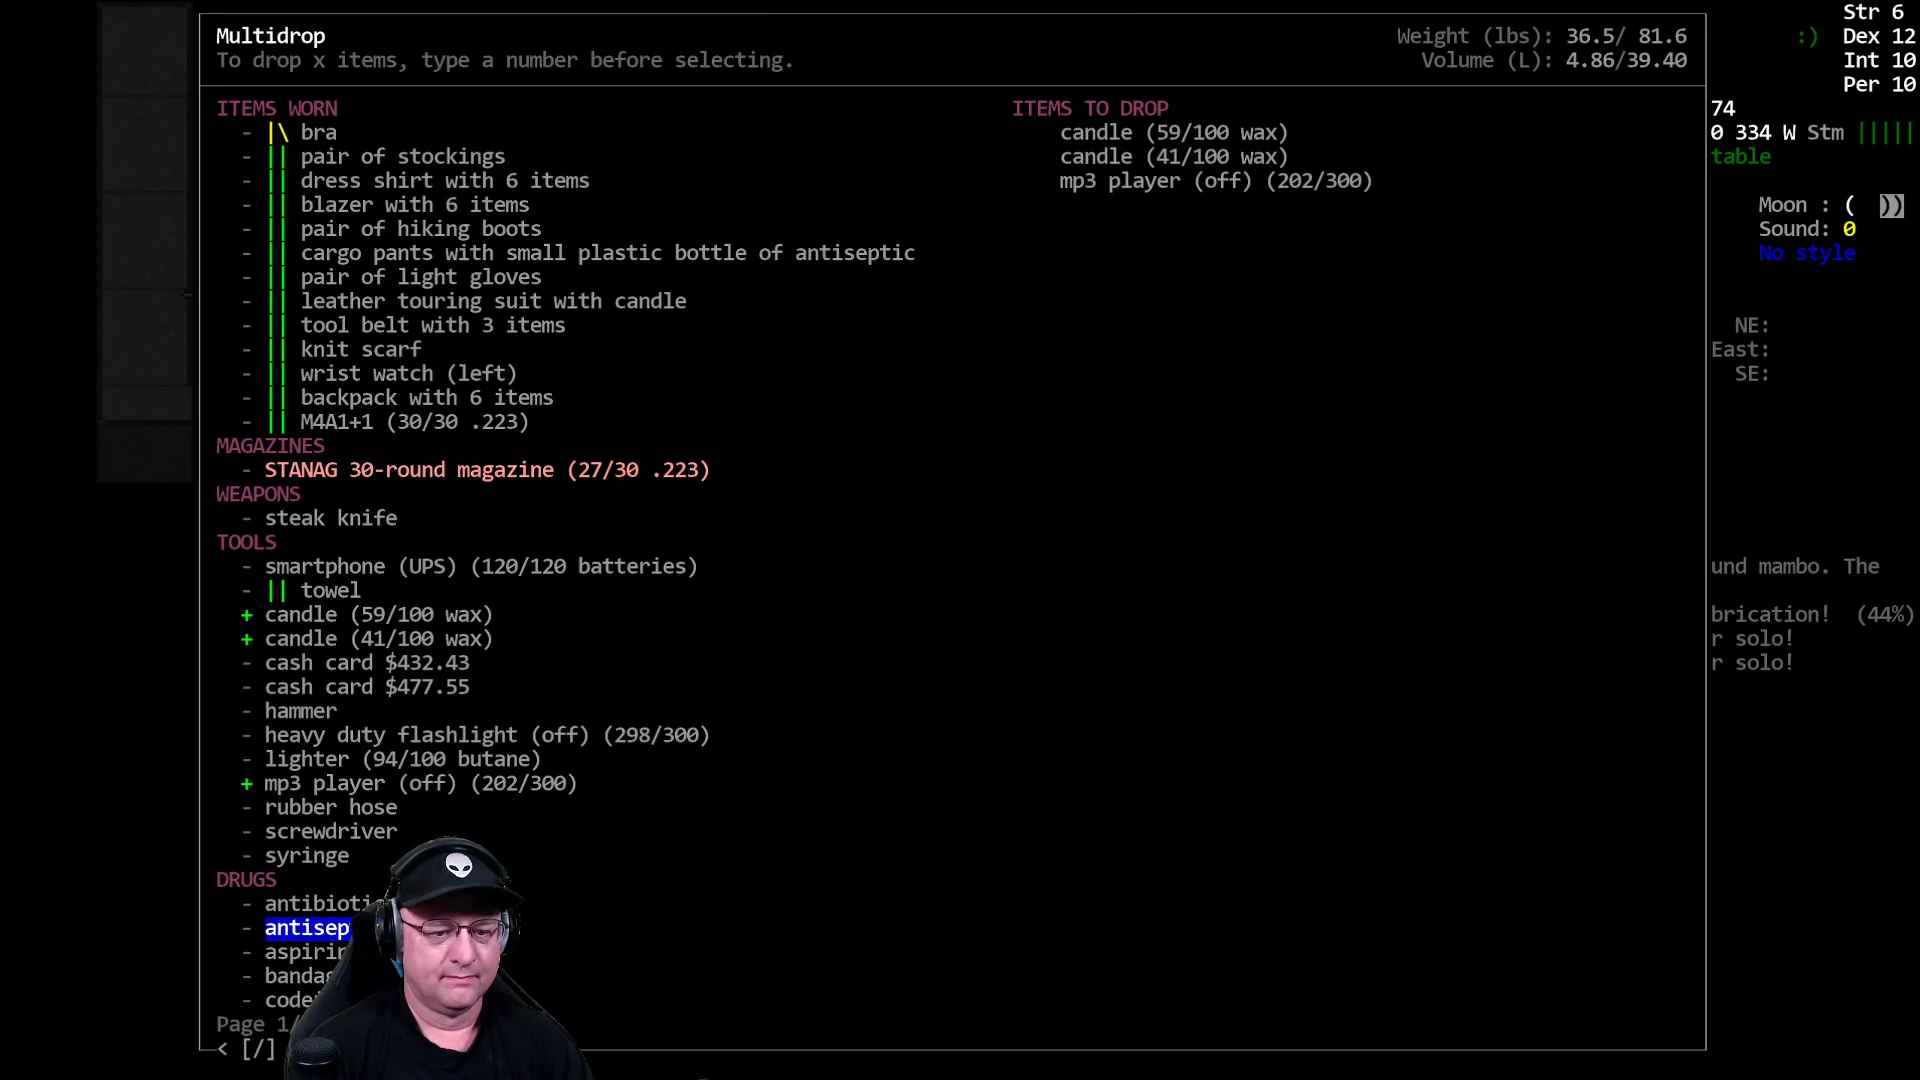 Multidrop
To drop x items, type a number before selecting.
Weight (lbs): 36.5/ 81.6
Volume (L): 4.86/39.40
ITEMS WORN
- |\ bra
- || pair of stockings
- || dress shirt with 6 items
- || blazer with 6 items
- || pair of hiking boots
- || cargo pants with small plastic bottle of antiseptic
- || pair of light gloves
- || leather touring suit with candle
- || tool belt with 3 items
- || knit scarf
- || wrist watch (left)
- || backpack with 6 items
- || M4A1+1 (30/30 .223)
MAGAZINES
- STANAG 30-round magazine (27/30 .223)
WEAPONS
- steak knife
TOOLS
- smartphone (UPS) (120/120 batteries)
- || towel
+ candle (59/100 wax)
+ candle (41/100 wax)
- cash card $432.43
- cash card $477.55
- hammer
- heavy duty flashlight (off) (298/300)
- lighter (94/100 butane)
+ mp3 player (off) (202/300)
- rubber hose
- screwdriver
- syringe
DRUGS
- antibioti
- antisep
- aspirin
- bandag
- code
Page 1/
< [/]
ITEMS TO DROP
candle (59/100 wax)
candle (41/100 wax)
mp3 player (off) (202/300)
Str 6
:) Dex 12
Int 10
Per 10
74
0 334 W Stm |||||
table
Moon : ( ))
Sound: 0
No style
NE:
East:
SE:
und mambo. The
brication! (44%)
r solo!
r solo!